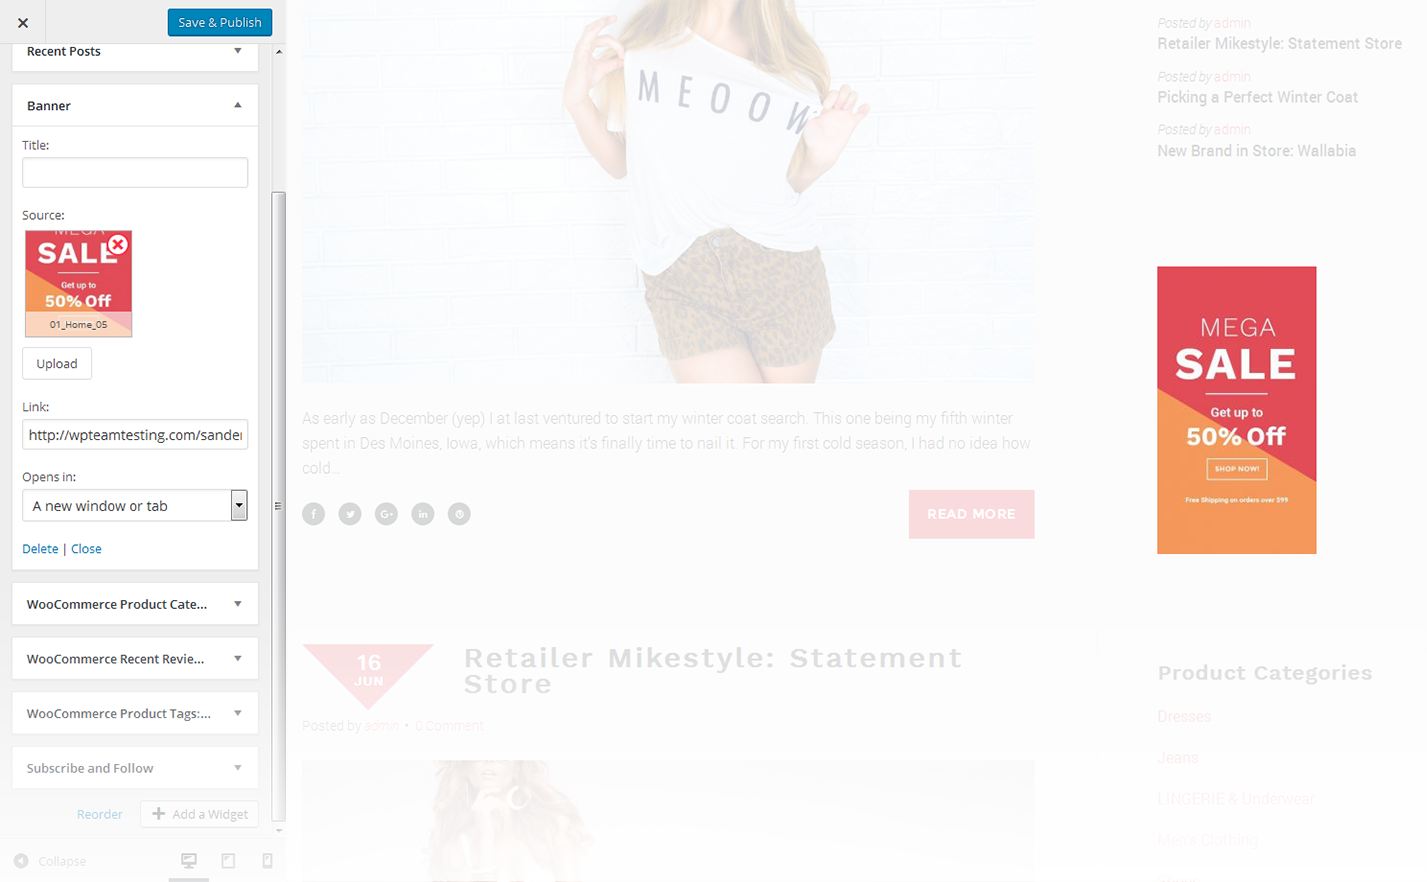 Save & Publish
Recent Posts
Banner
Title:
Source:
MEGA
SALE
Get up to
50% Off
01_Home_05
Upload
Link:
http://wpteamtesting.com/sander
Opens in:
A new window or tab
Delete | Close
WooCommerce Product Cate...
WooCommerce Recent Revie...
WooCommerce Product Tags:...
Subscribe and Follow
Reorder
Add a Widget
Collapse
MEOOW
As early as December (yep) I at last ventured to start my winter coat search. This one being my fifth winter
spent in Des Moines, Iowa, which means it's finally time to nail it. For my first cold season, I had no idea how
cold...
f
G+
in
READ MORE
16
JUN
Retailer Mikestyle: Statement
Store
Posted by admin • 0 Comment
Posted by admin
Retailer Mikestyle: Statement Store
Posted by admin
Picking a Perfect Winter Coat
Posted by admin
New Brand in Store: Wallabia
MEGA
SALE
Get up to
50% Off
SHOP NOW!
Free Shipping on orders over $99
Product Categories
Dresses
Jeans
LINGERIE & Underwear
Men's Clothing